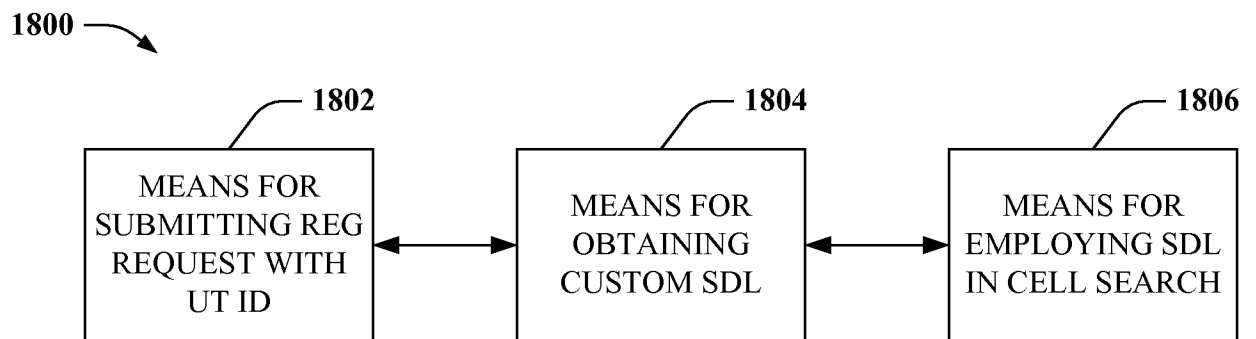 1800
1802
1804
1806
MEANS FOR
SUBMITTING REG
REQUEST WITH
UT ID
MEANS FOR
OBTAINING
CUSTOM SDL
MEANS FOR
EMPLOYING SDL
IN CELL SEARCH